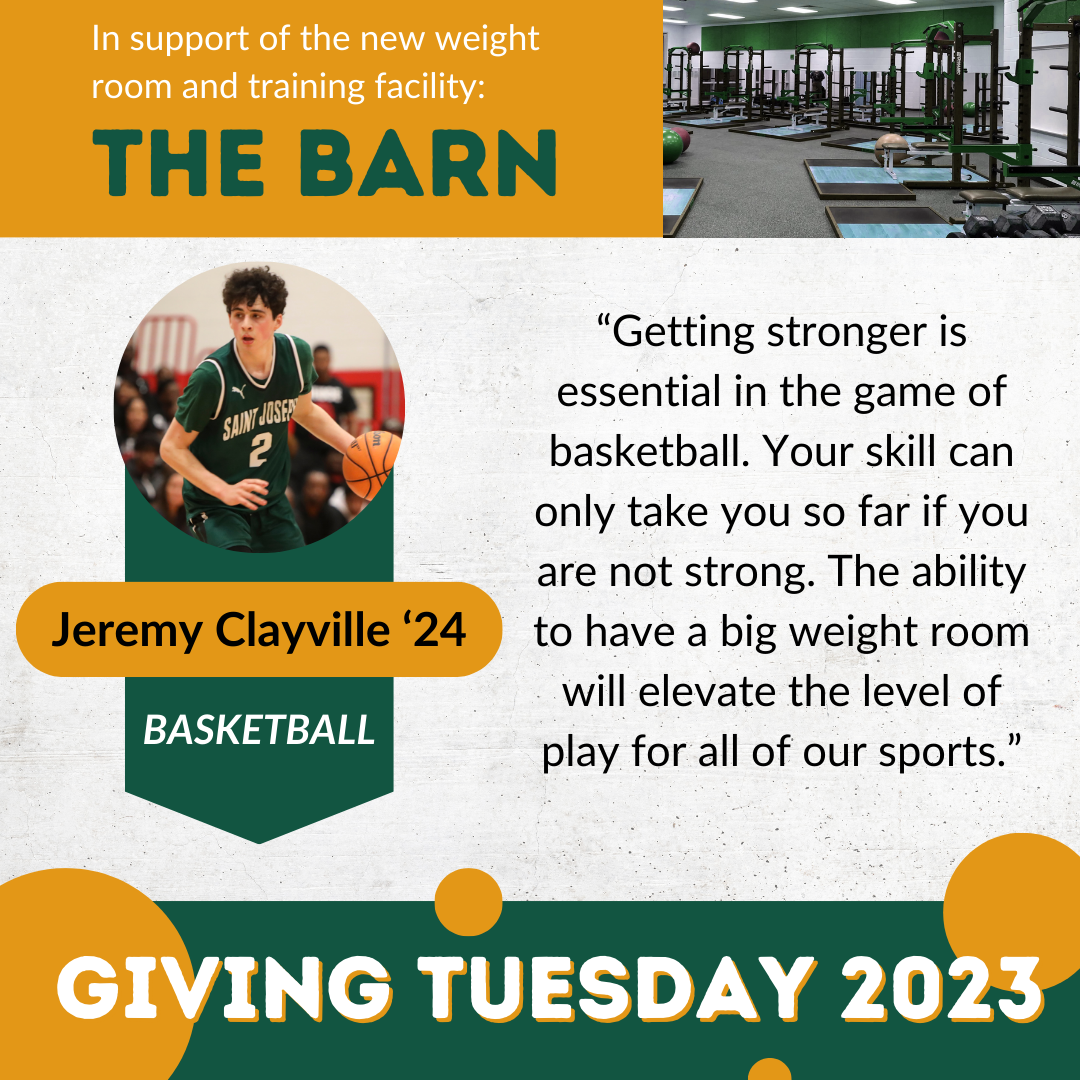 In support of the new weight
room and training facility:
THE BARN
SAINT JOSEPH
2
Jeremy Clayville ‘24
BASKETBALL
“Getting stronger is
essential in the game of
basketball. Your skill can
only take you so far if you
are not strong. The ability
to have a big weight room
will elevate the level of
play for all of our sports.”
GIVING TUESDAY 2023